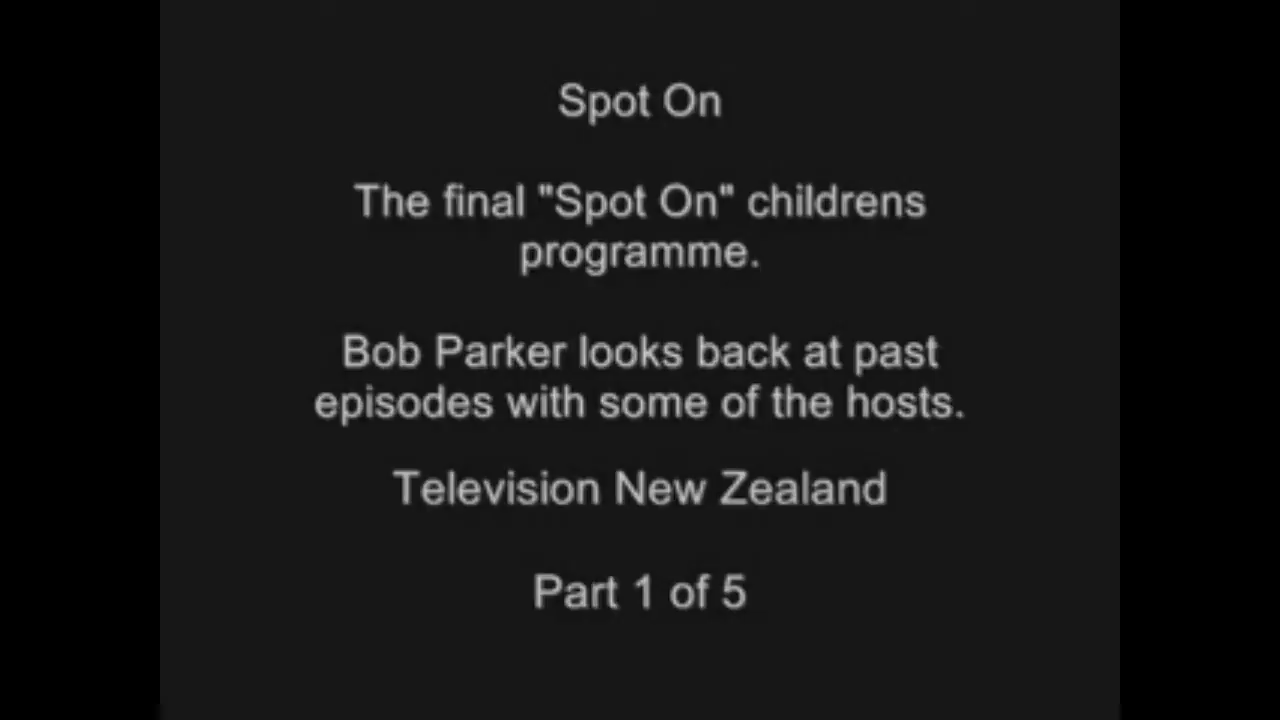 Spot On
The final "Spot On" childrens
programme.
Bob Parker looks back at past
episodes with some of the hosts.
Television New Zealand
Part 1 of 5